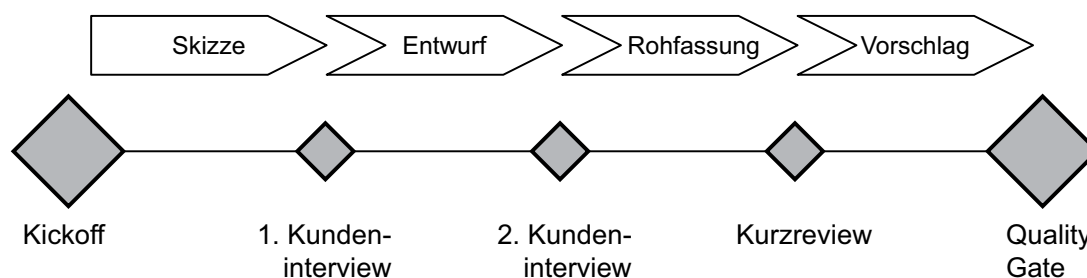 Skizze Entwurf Rohfassung Vorschlag
Kickoff 1. Kunden- 2. Kunden- Kurzreview Quality
interview interview Gate